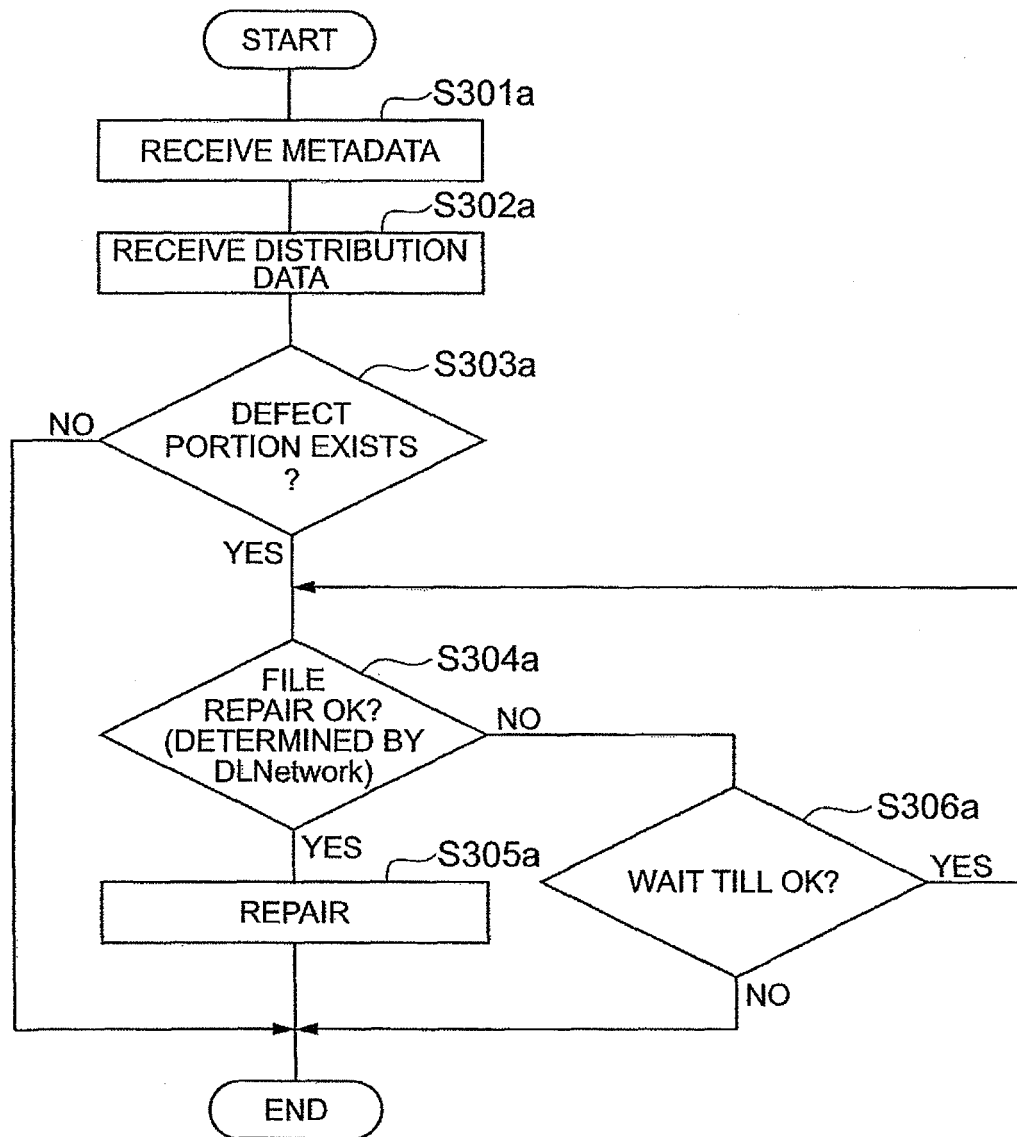 START
S301a
RECEIVE METADATA
S302a
RECEIVE DISTRIBUTION
DATA
S303a
NO
DEFECT
PORTION EXISTS
?
YES
S304a
FILE
REPAIR OK?
(DETERMINED BY
DLNetwork)
NO
S306a
YES
S305a
WAIT TILL OK?
YES
REPAIR
NO
END